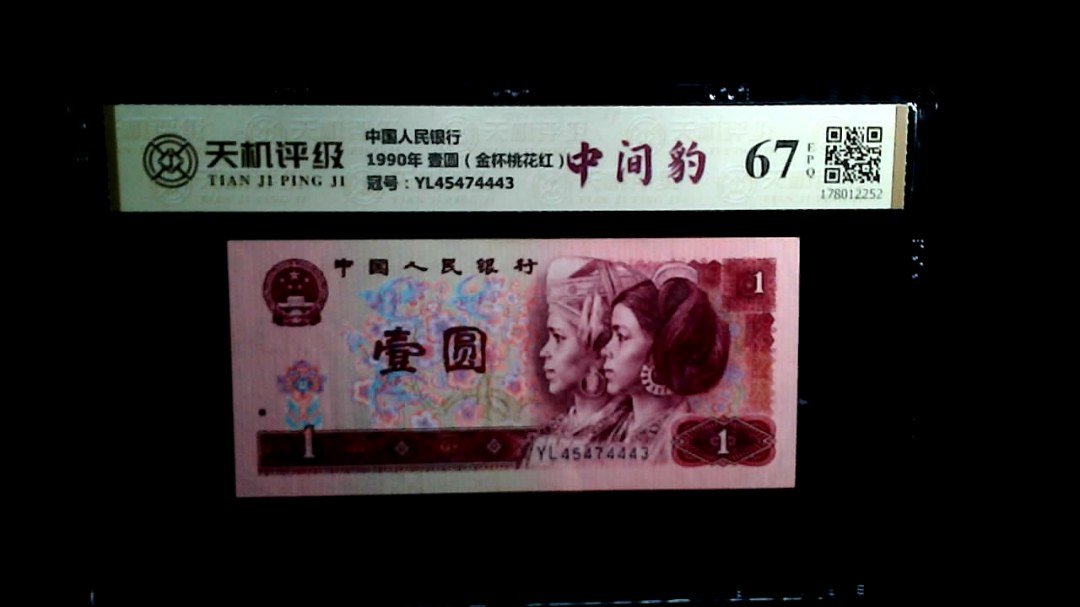 天机评级
TIAN JI PING JI
中国人民银行
1990年 壹圆（金杯桃花红）
冠号：YL45474443
中间豹
67
EPQ
178012252
中国人民银行
1
壹圆
1
YL45474443
1